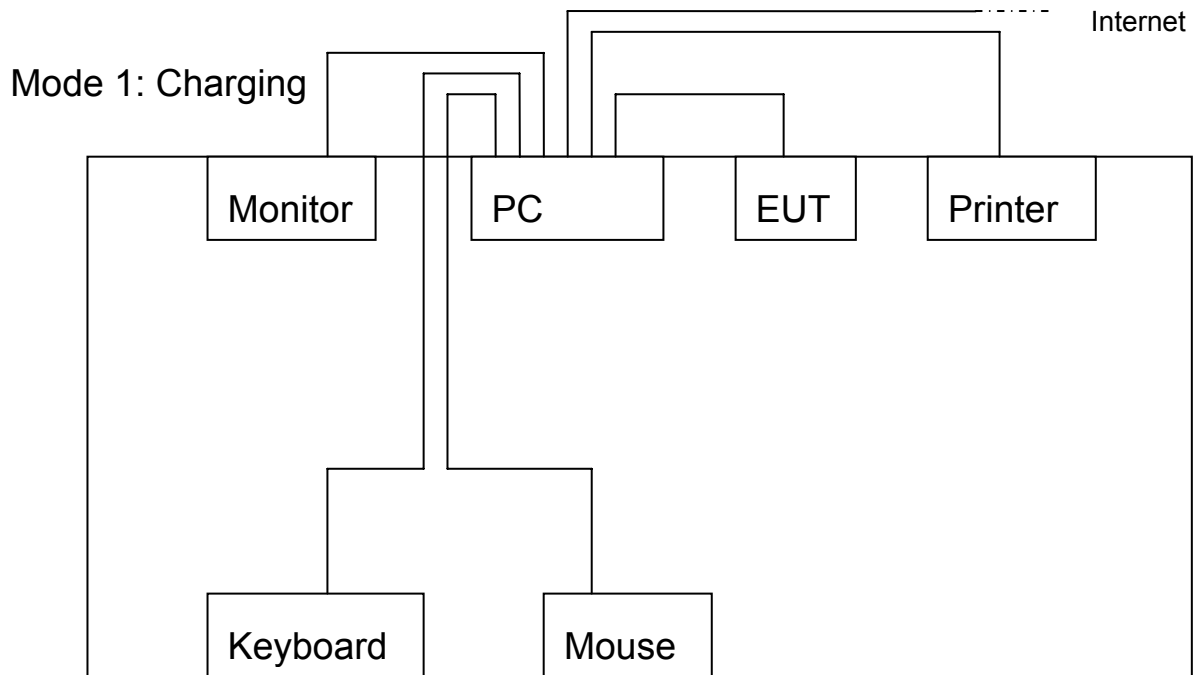 Internet
Mode 1: Charging
Monitor
PC
EUT
Printer
Keyboard
Mouse